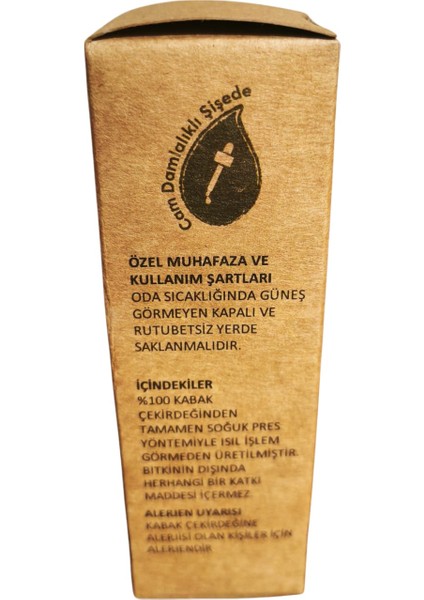 Cam Damlalıklı Şişede
ÖZEL MUHAFAZA VE
KULLANIM ŞARTLARI
ODA SICAKLIĞINDA GÜNEŞ
GÖRMEYEN KAPALI VE
RUTUBETSİZ YERDE
SAKLANMALIDIR.
İÇİNDEKİLER
%100 KABAK
ÇEKİRDEĞİNDEN
TAMAMEN SOĞUK PRES
YÖNTEMİYLE ISIL İŞLEM
GÖRMEDEN ÜRETİLMİŞTİR.
BİTKİNİN DIŞINDA
HERHANGİ BİR KATKI
MADDESİ İÇERMEZ.
ALERJEN UYARISI
KABAK ÇEKİRDEĞİNE
ALERJİSİ OLAN KİŞİLER İÇİN
ALERJENDİR